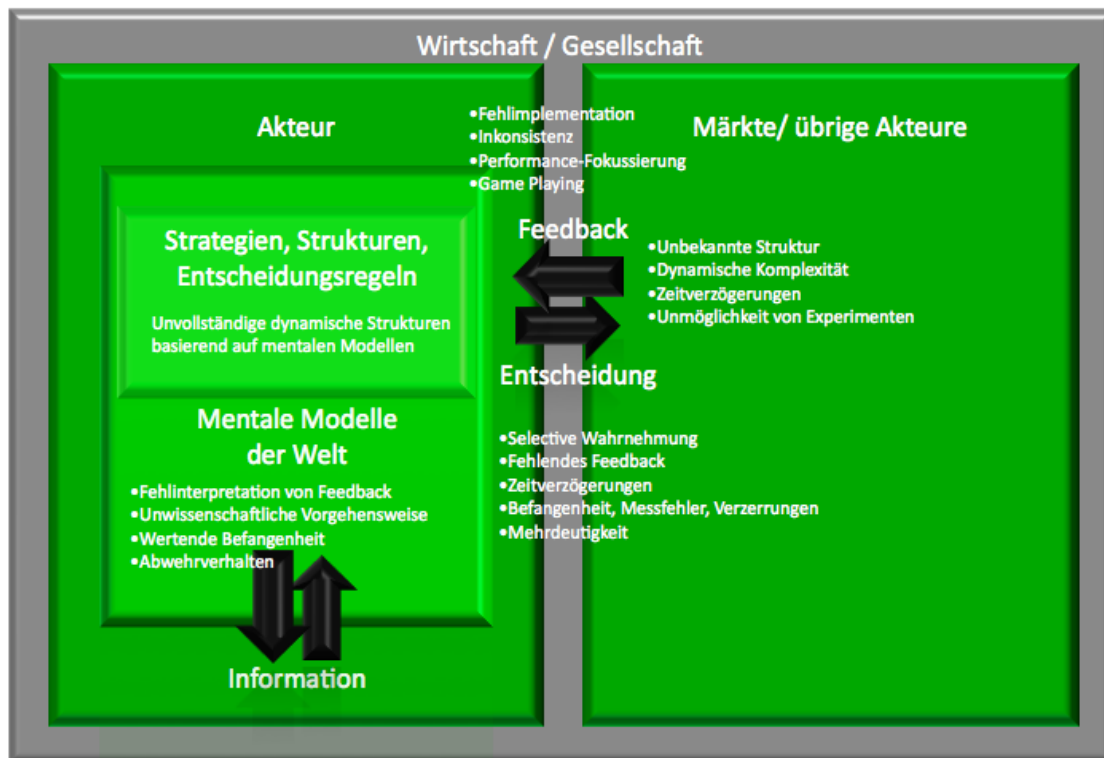 Wirtschaft / Gesellschaft
Akteur
•Fehlimplementation
•Inkonsistenz
•Performance-Fokussierung
•Game Playing
Märkte/ übrige Akteure
Strategien, Strukturen,
Entscheidungsregeln
Unvollständige dynamische Strukturen
basierend auf mentalen Modellen
Feedback
•Unbekannte Struktur
•Dynamische Komplexität
•Zeitverzögerungen
•Unmöglichkeit von Experimenten
Entscheidung
Mentale Modelle
der Welt
•Fehlinterpretation von Feedback
•Unwissenschaftliche Vorgehensweise
•Wertende Befangenheit
•Abwehrverhalten
•Selective Wahrnehmung
•Fehlendes Feedback
•Zeitverzögerungen
•Befangenheit, Messfehler, Verzerrungen
•Mehrdeutigkeit
Information